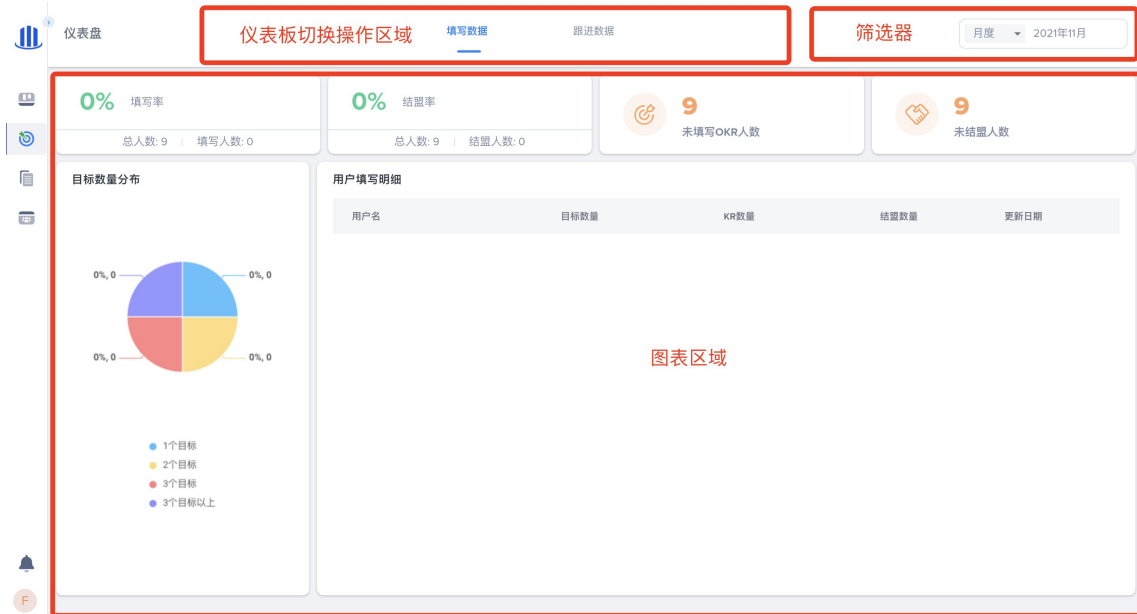 仪表盘
仪表板切换操作区域
填写数据
跟进数据
筛选器
月度
2021年11月
0% 填写率
总人数: 9 | 填写人数: 0
0% 结盟率
总人数: 9 | 结盟人数: 0
9
未填写OKR人数
9
未结盟人数
目标数量分布
0%, 0
0%, 0
0%, 0
0%, 0
1个目标
2个目标
3个目标
3个目标以上
用户填写明细
用户名 目标数量 KR数量 结盟数量 更新日期
图表区域
F